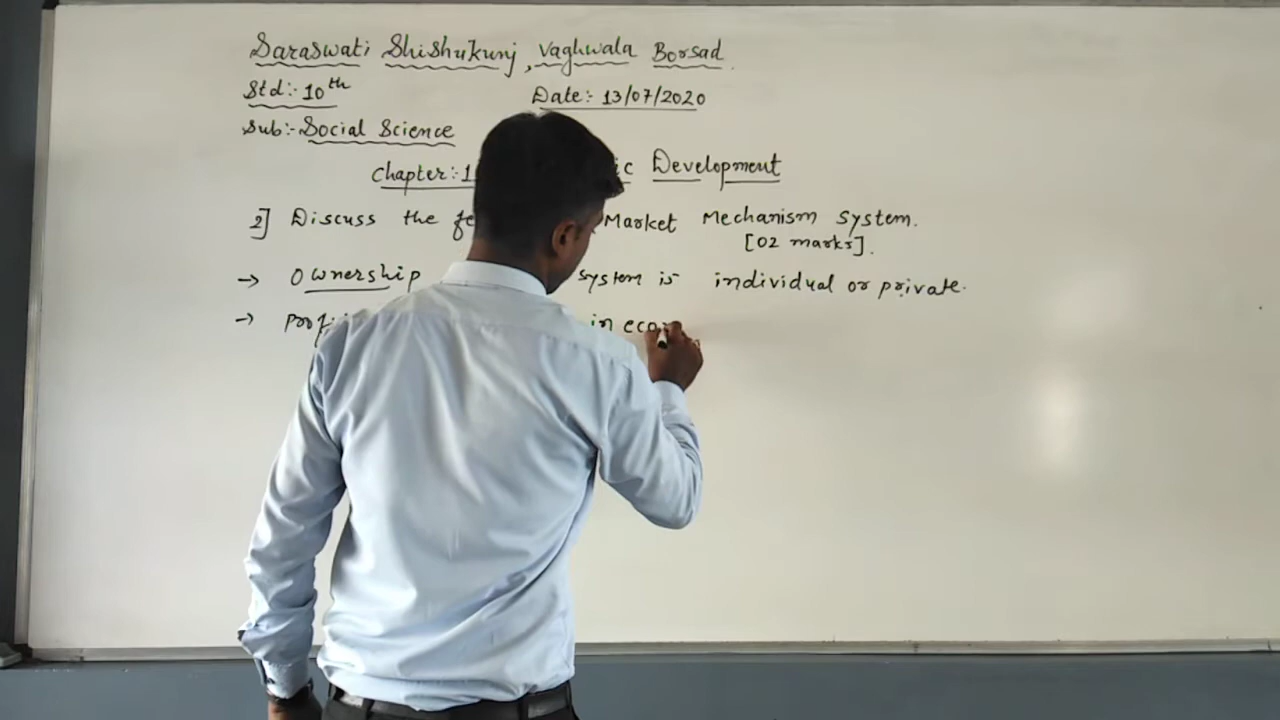 Saraswati Shishukunj, Vaghwala Borsad.
Std:- 10th Date:- 13/07/2020
Sub:- Social Science
Chapter:- Development
2] Discuss the Market Mechanism System.
[02 marks].
→ Ownership system is individual or private.
→ in